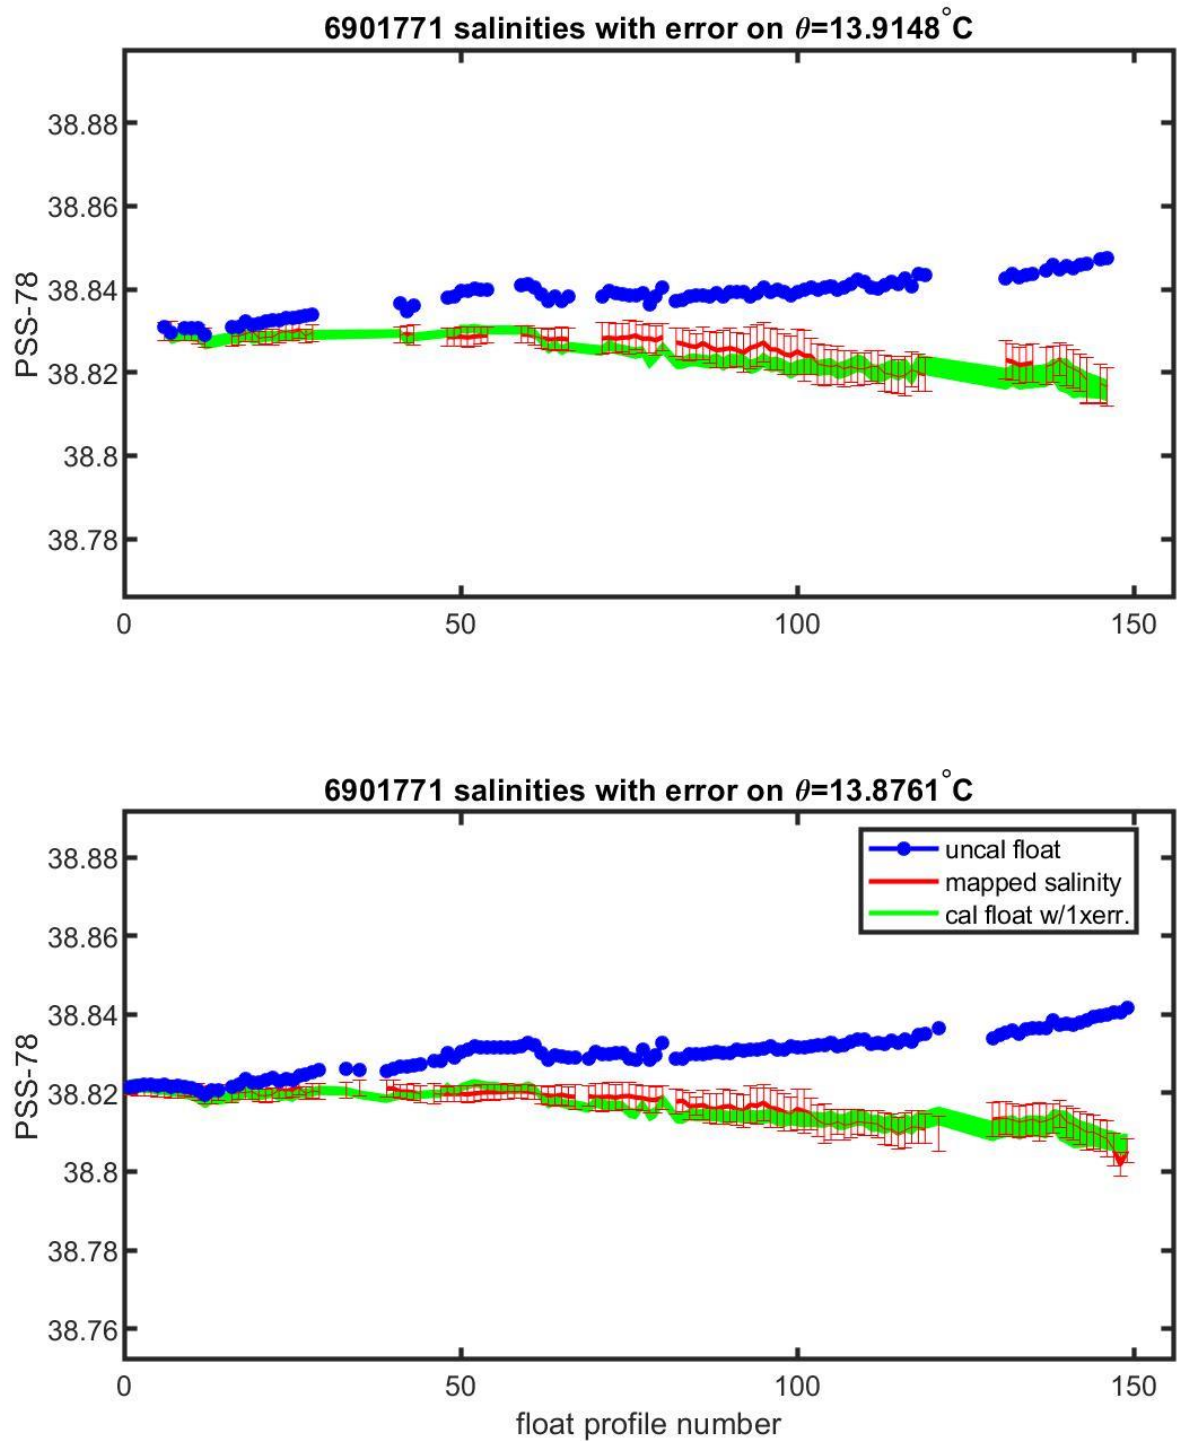 6901771 salinities with error on θ=13.9148°C
38.88
38.86
38.84
38.82
38.8
38.78
PSS-78
0 50 100 150
6901771 salinities with error on θ=13.8761°C
uncal float
mapped salinity
cal float w/1xerr.
38.88
38.86
38.84
38.82
38.8
38.78
38.76
PSS-78
0 50 100 150
float profile number